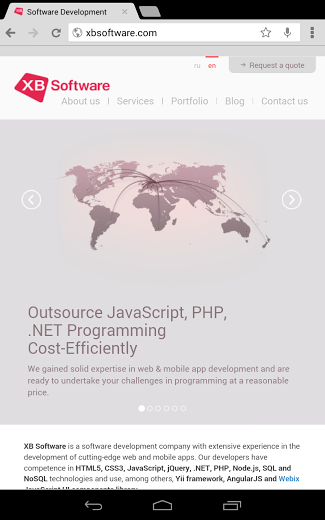 Software Development
xbsoftware.com
ru en → Request a quote
XB Software
About us | Services | Portfolio | Blog | Contact us
Outsource JavaScript, PHP,
.NET Programming
Cost-Efficiently
We gained solid expertise in web & mobile app development and are
ready to undertake your challenges in programming at a reasonable
price.
XB Software is a software development company with extensive experience in the
development of cutting-edge web and mobile apps. Our developers have
competence in HTML5, CSS3, JavaScript, jQuery, .NET, PHP, Node.js, SQL and
NoSQL technologies and use, among others, Yii framework, AngularJS and Webix
JavaScript UI components library.